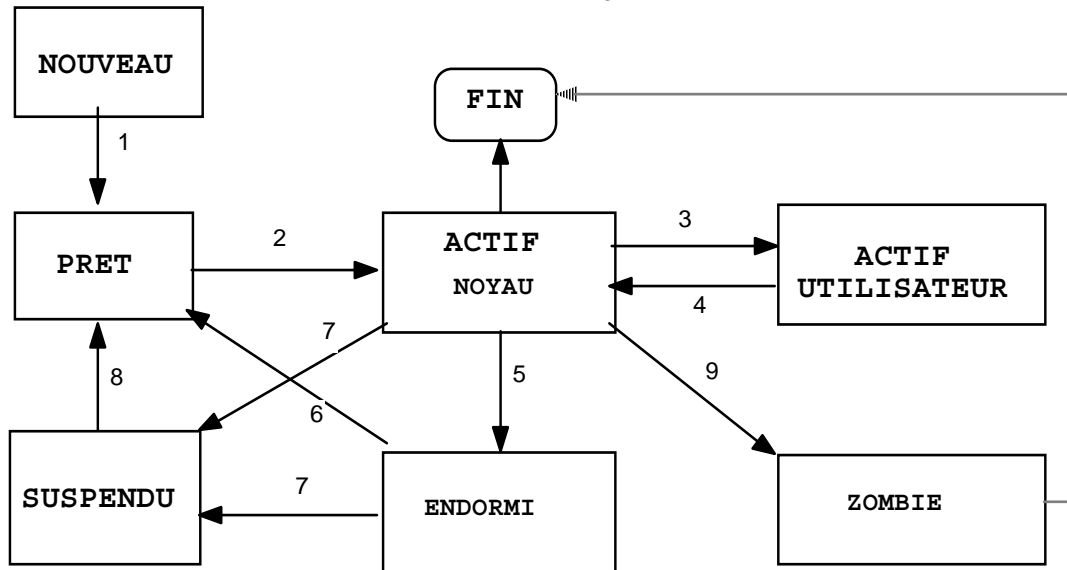 NOUVEAU
FIN
1
PRET
2
ACTIF
NOYAU
3
4
ACTIF
UTILISATEUR
7
8
6
5
9
SUSPENDU
7
ENDORMI
ZOMBIE